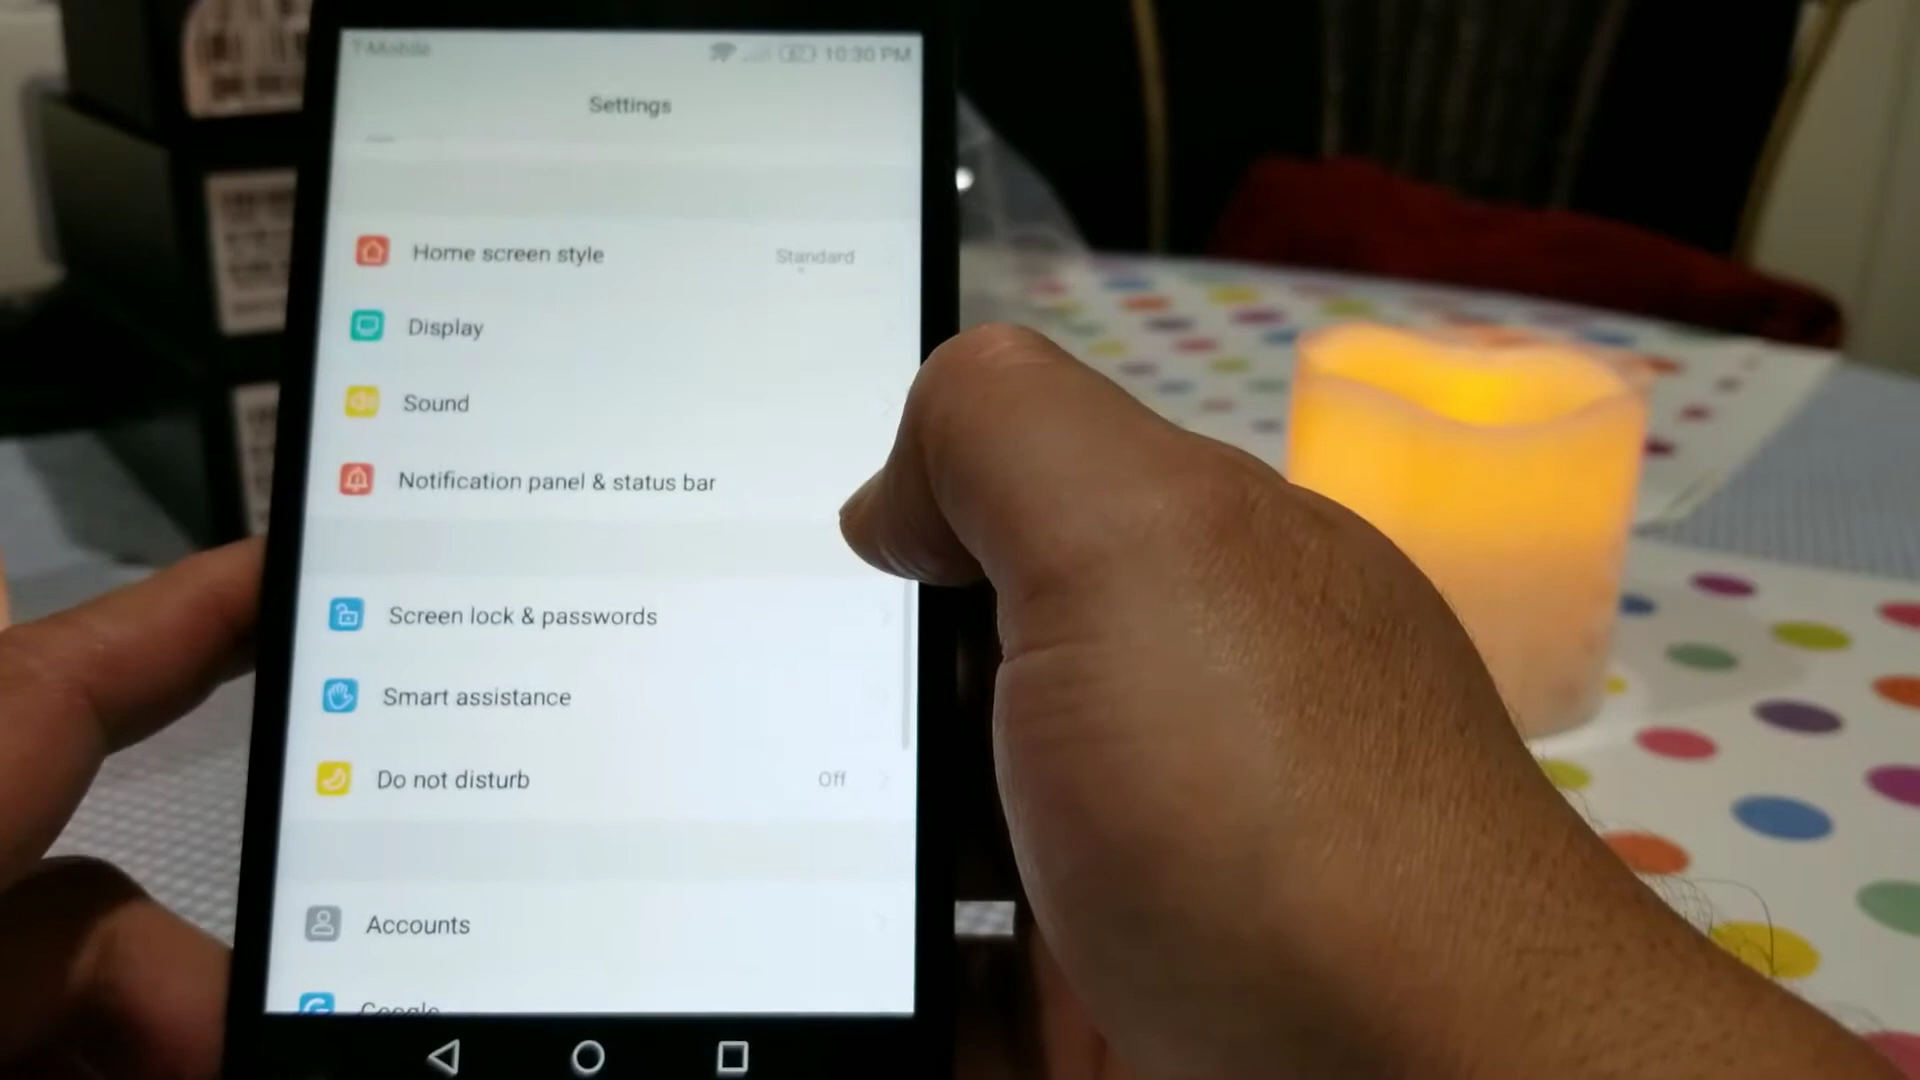 T-Mobile 10:30 PM
Settings
Home screen style Standard
Display
Sound
Notification panel & status bar
Screen lock & passwords
Smart assistance
Do not disturb Off
Accounts
Google